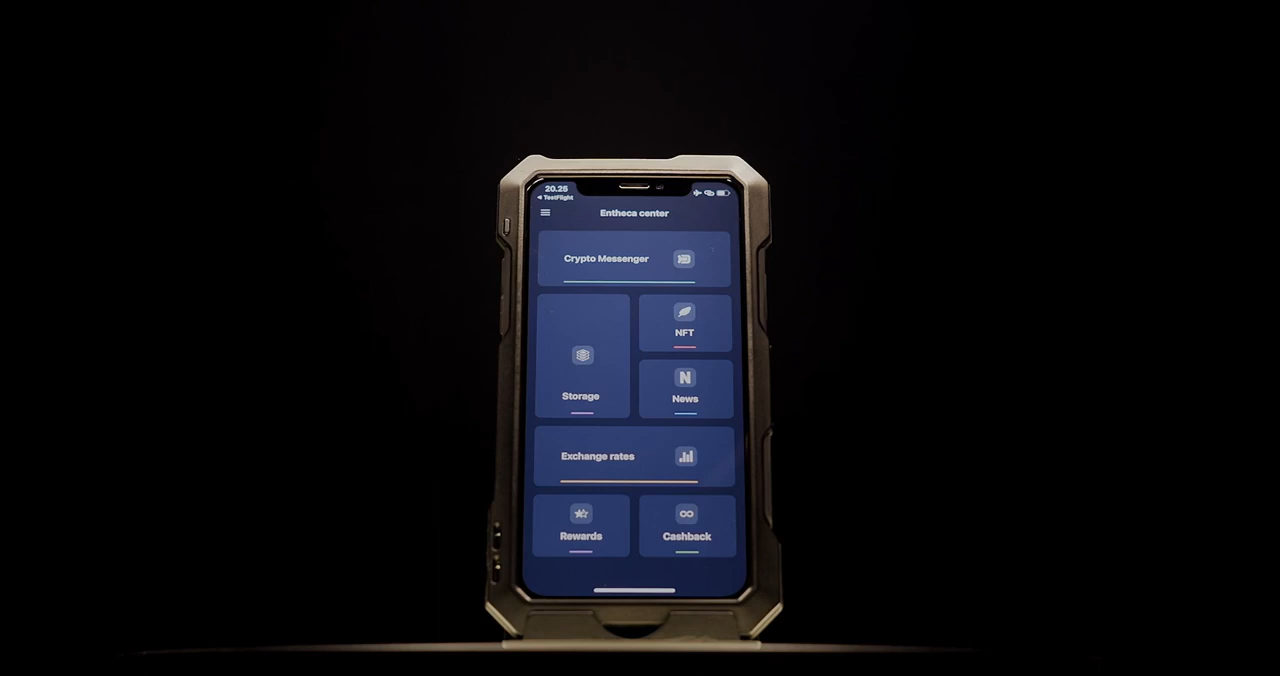 20.25
◀ TestFlight
Entheca center
Crypto Messenger
NFT
Storage
N
News
Exchange rates
Rewards
Cashback